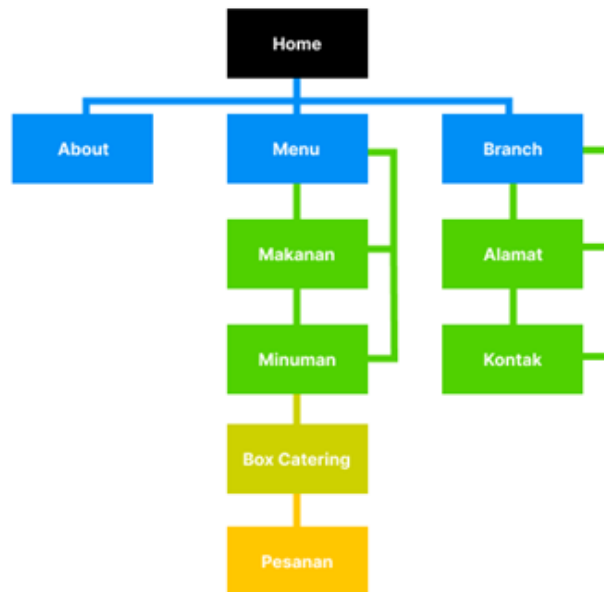 Home
About
Menu
Branch
Makanan
Alamat
Minuman
Kontak
Box Catering
Pesanan